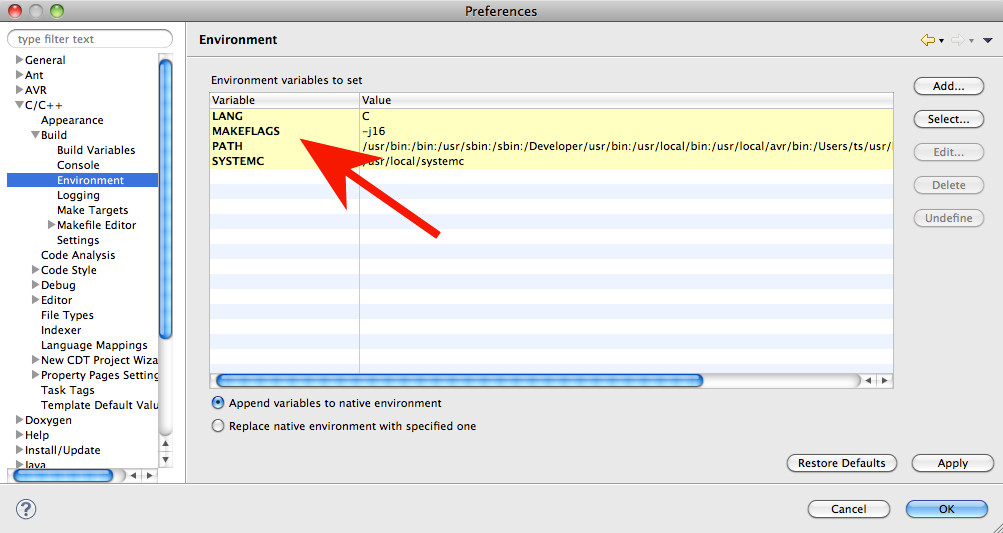 Preferences
type filter text
General
Ant
AVR
C/C++
Appearance
Build
Build Variables
Console
Environment
Logging
Make Targets
Makefile Editor
Settings
Code Analysis
Code Style
Debug
Editor
File Types
Indexer
Language Mappings
New CDT Project Wiza
Property Pages Setting
Task Tags
Template Default Valu
Doxygen
Help
Install/Update
Java
Environment
Environment variables to set
Variable Value
LANG C
MAKEFLAGS -j16
PATH /usr/bin:/bin:/usr/sbin:/sbin:/Developer/usr/bin:/usr/local/bin:/usr/local/avr/bin:/Users/ts/usr/
SYSTEMC /usr/local/systemc
Add...
Select...
Edit...
Delete
Undefine
Append variables to native environment
Replace native environment with specified one
Restore Defaults Apply
? Cancel OK